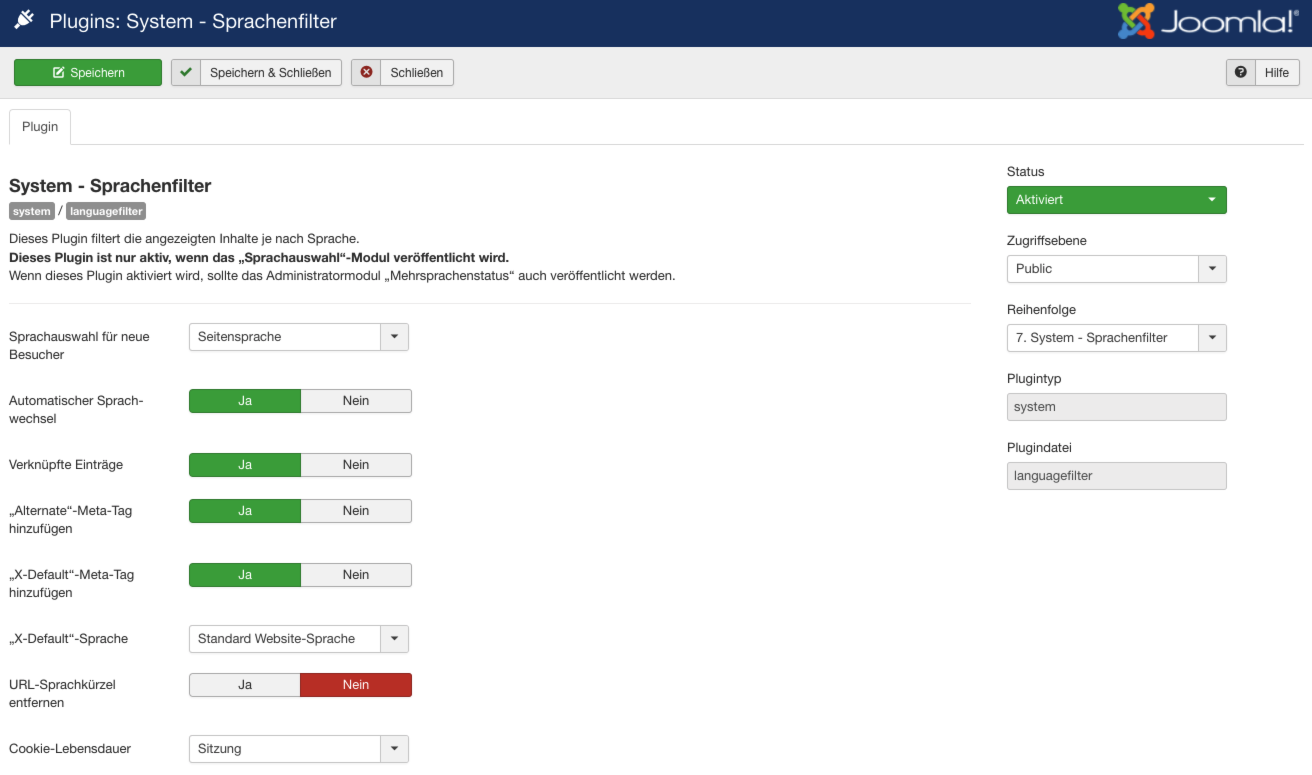 Plugins: System - Sprachenfilter
Joomla!®
Speichern
Speichern & Schließen
Schließen
Hilfe
Plugin
System - Sprachenfilter
system / languagefilter
Dieses Plugin filtert die angezeigten Inhalte je nach Sprache.
Dieses Plugin ist nur aktiv, wenn das „Sprachauswahl“-Modul veröffentlicht wird.
Wenn dieses Plugin aktiviert wird, sollte das Administratormodul „Mehrsprachenstatus“ auch veröffentlicht werden.
Sprachauswahl für neue
Besucher
Seitensprache
Automatischer Sprach-
wechsel
Ja
Nein
Verknüpfte Einträge
Ja
Nein
„Alternate“-Meta-Tag
hinzufügen
Ja
Nein
„X-Default“-Meta-Tag
hinzufügen
Ja
Nein
„X-Default“-Sprache
Standard Website-Sprache
URL-Sprachkürzel
entfernen
Ja
Nein
Cookie-Lebensdauer
Sitzung
Status
Aktiviert
Zugriffsebene
Public
Reihenfolge
7. System - Sprachenfilter
Plugintyp
system
Plugindatei
languagefilter